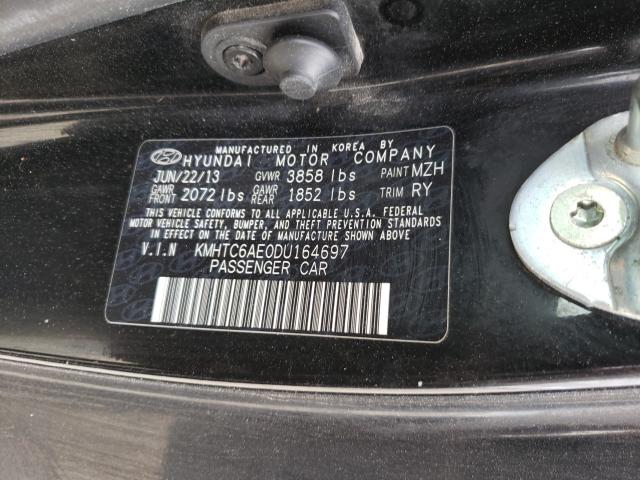 MANUFACTURED IN KOREA BY
HYUNDAI MOTOR COMPANY
JUN/22/13 GVWR 3858 lbs PAINT MZH
GAWR FRONT 2072 lbs GAWR REAR 1852 lbs TRIM RY
THIS VEHICLE CONFORMS TO ALL APPLICABLE U.S.A. FEDERAL
MOTOR VEHICLE SAFETY, BUMPER, AND THEFT PREVENTION STANDARDS
IN EFFECT ON THE DATE OF MANUFACTURE SHOWN ABOVE
V.I.N KMHTC6AE0DU164697
PASSENGER CAR